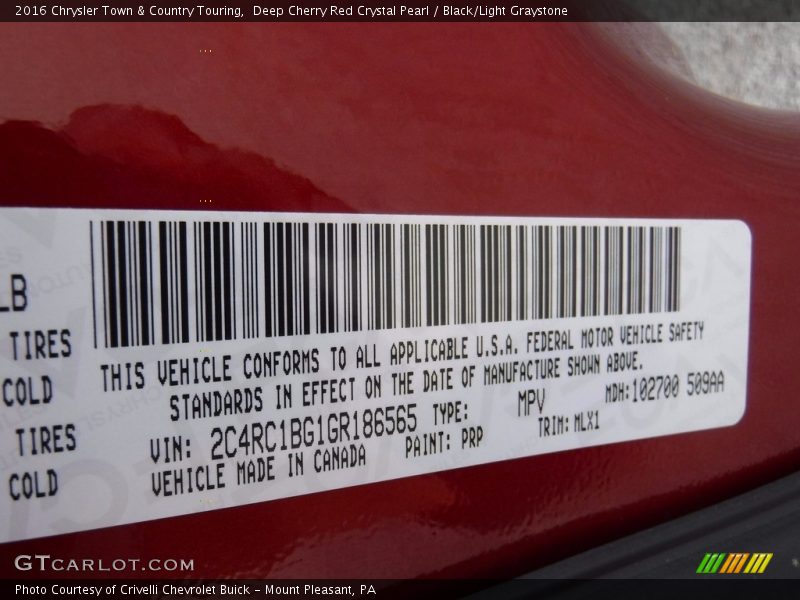 2016 Chrysler Town & Country Touring,  Deep Cherry Red Crystal Pearl / Black/Light Graystone
LB
TIRES
COLD
TIRES
COLD
THIS VEHICLE CONFORMS TO ALL APPLICABLE U.S.A. FEDERAL MOTOR VEHICLE SAFETY
STANDARDS IN EFFECT ON THE DATE OF MANUFACTURE SHOWN ABOVE.
VIN: 2C4RC1BG1GR186565 TYPE: MPV MDH:102700 509AA
VEHICLE MADE IN CANADA PAINT: PRP TRIM: MLX1
GTCARLOT.COM
Photo Courtesy of Crivelli Chevrolet Buick - Mount Pleasant, PA